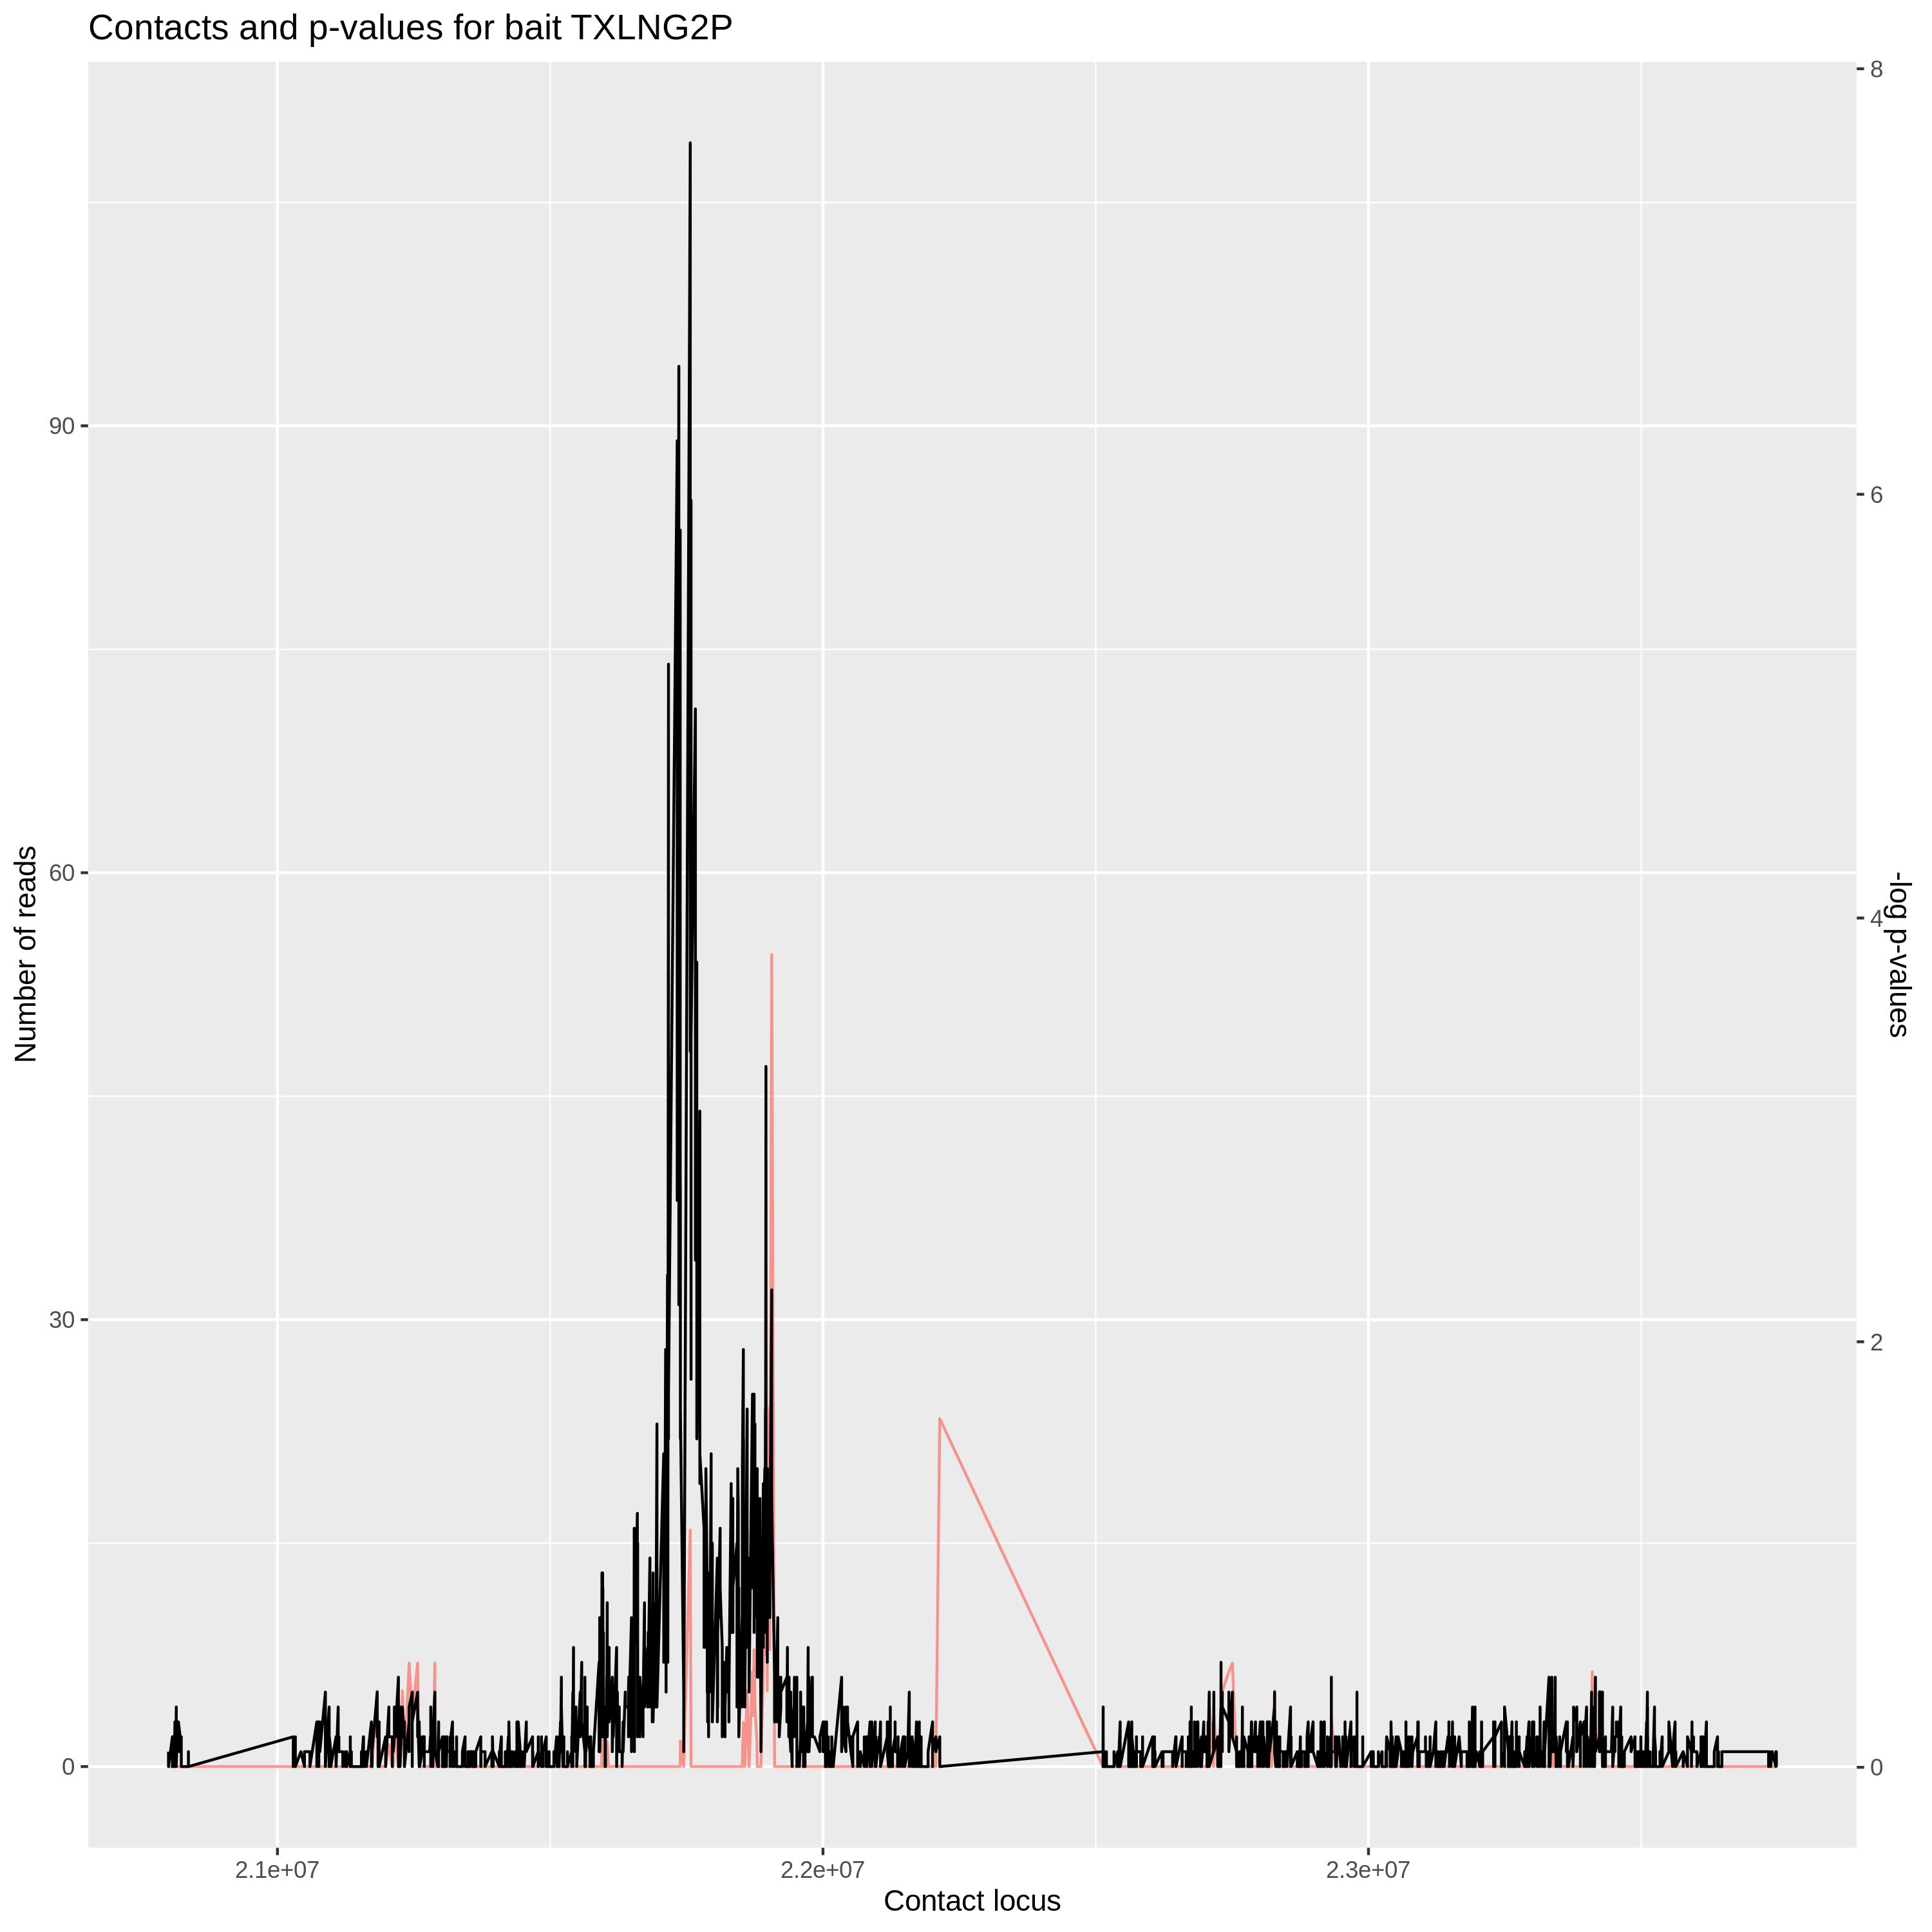 Contacts and p-values for bait TXLNG2P
8
90
6
60
4
30
2
0
0
Number of reads
-log p-values
2.1e+07
2.2e+07
2.3e+07
Contact locus